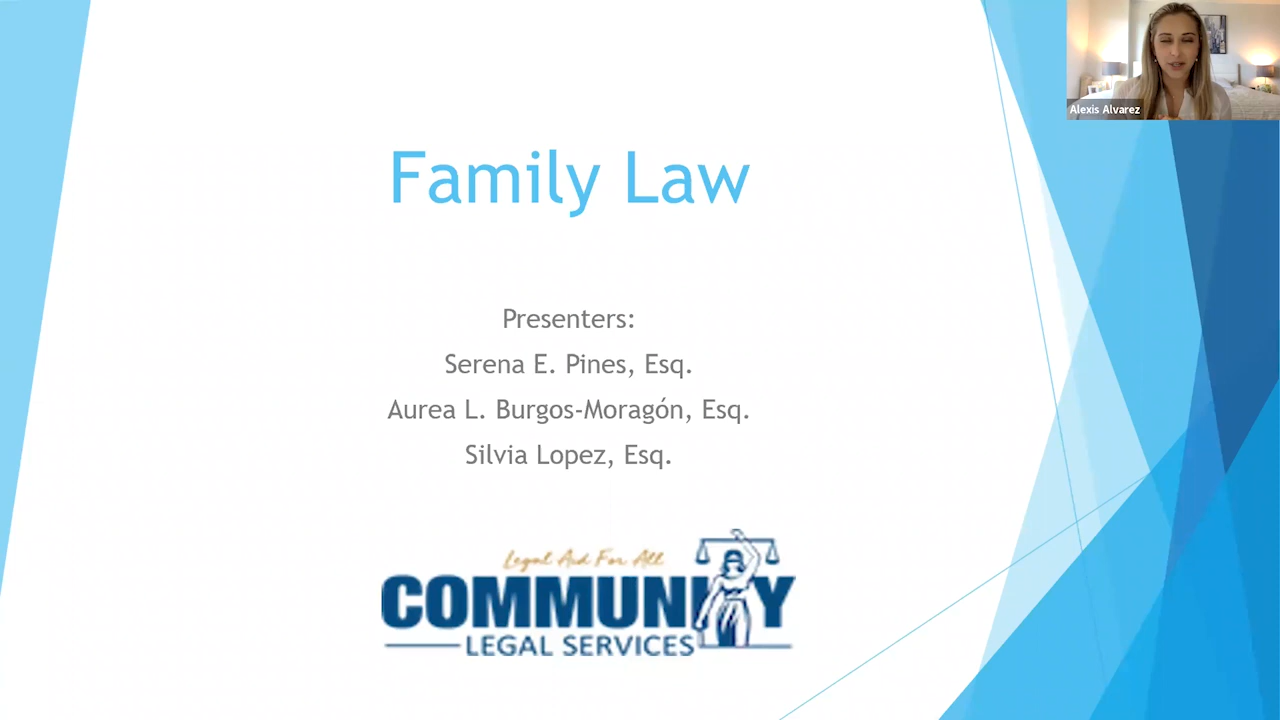 Family Law
Presenters:
Serena E. Pines, Esq.
Aurea L. Burgos-Moragón, Esq.
Silvia Lopez, Esq.
Legal Aid For All
COMMUNITY
LEGAL SERVICES
Alexis Alvarez